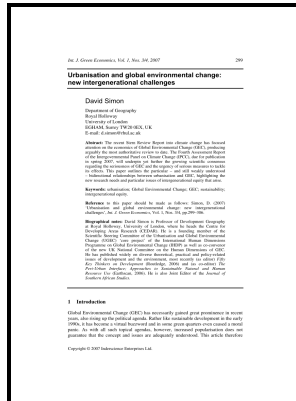 Int. J. Green Economics, Vol. 1, Nos. 3/4, 2007 299
Urbanisation and global environmental change:
new intergenerational challenges
David Simon
Department of Geography
Royal Holloway
University of London
EGHAM, Surrey TW20 0EX, UK
E-mail: d.simon@rhul.ac.uk
Abstract: The recent Stern Review Report into climate change has focused
attention on the economics of Global Environmental Change (GEC), producing
arguably the most authoritative review to date. The Fourth Assessment Report
of the Intergovernmental Panel on Climate Change (IPCC), due for publication
in spring 2007, will underpin yet further the growing scientific consensus
regarding the seriousness of GEC and the urgency of serious measures to tackle
its effects. This paper outlines the particular – and still weakly understood
– bidirectional relationships between urbanisation and GEC, highlighting the
new research needs and particular issues of intergenerational equity that arise.
Keywords: urbanisation; Global Environmental Change; GEC; sustainability;
intergenerational equity.
Reference to this paper should be made as follows: Simon, D. (2007)
'Urbanisation and global environmental change: new intergenerational
challenges', Int. J. Green Economics, Vol. 1, Nos. 3/4, pp.299–306.
Biographical notes: David Simon is Professor of Development Geography
at Royal Holloway, University of London, where he heads the Centre for
Developing Areas Research (CEDAR). He is a founding member of the
Scientific Steering Committee of the Urbanisation and Global Environmental
Change (UGEC) 'core project' of the International Human Dimensions
Programme on Global Environmental Change (IHDP) as well as co-convenor
of the new UK National Committee on the Human Dimensions of GEC.
He has published widely on diverse theoretical, practical and policy-related
issues of development and the environment, most recently (as editor) Fifty
Key Thinkers on Development (Routledge, 2006) and (as co-editor) The
Peri-Urban Interface: Approaches to Sustainable Natural and Human
Resource Use (Earthscan, 2006). He is also Joint Editor of the Journal of
Southern African Studies.
1 Introduction
Global Environmental Change (GEC) has necessarily gained great prominence in recent
years, also rising up the political agenda. Rather like sustainable development in the early
1990s, it has become a virtual buzzword and in some green quarters even caused a moral
panic. As with all such topical agendas, however, increased popularisation does not
guarantee that the concept and issues are adequately understood. This article therefore
Copyright © 2007 Inderscience Enterprises Ltd.